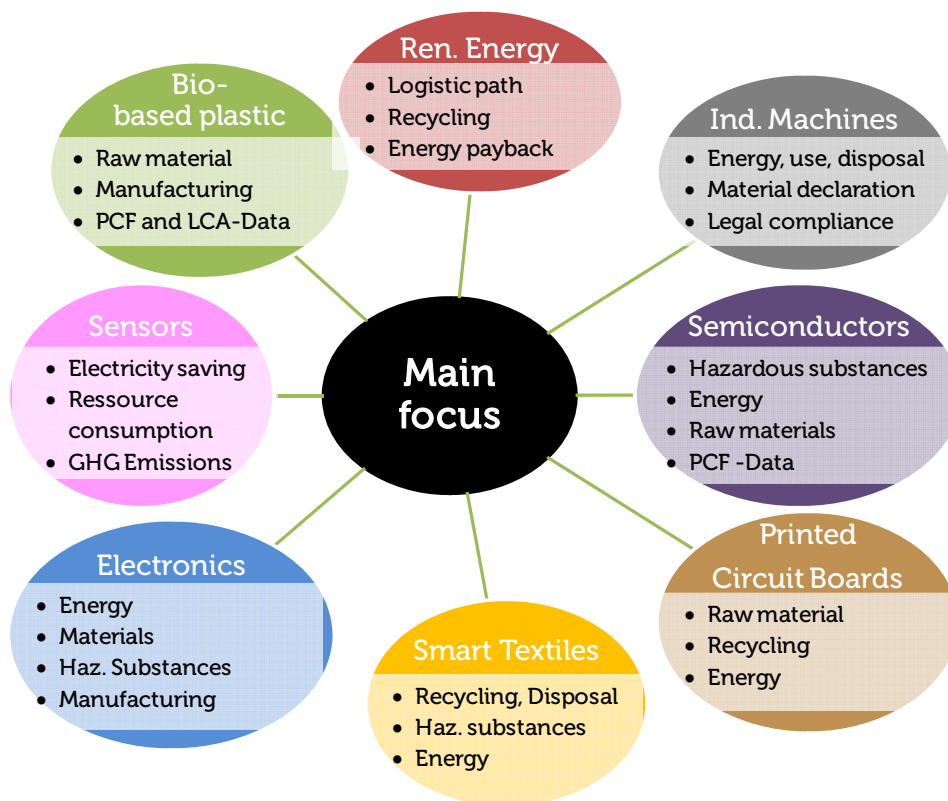 Ren. Energy
• Logistic path
• Recycling
• Energy payback
Bio-
based plastic
• Raw material
• Manufacturing
• PCF and LCA-Data
Ind. Machines
• Energy, use, disposal
• Material declaration
• Legal compliance
Sensors
• Electricity saving
• Ressource
consumption
• GHG Emissions
Main
focus
Semiconductors
• Hazardous substances
• Energy
• Raw materials
• PCF -Data
Electronics
• Energy
• Materials
• Haz. Substances
• Manufacturing
Smart Textiles
• Recycling, Disposal
• Haz. substances
• Energy
Printed
Circuit Boards
• Raw material
• Recycling
• Energy